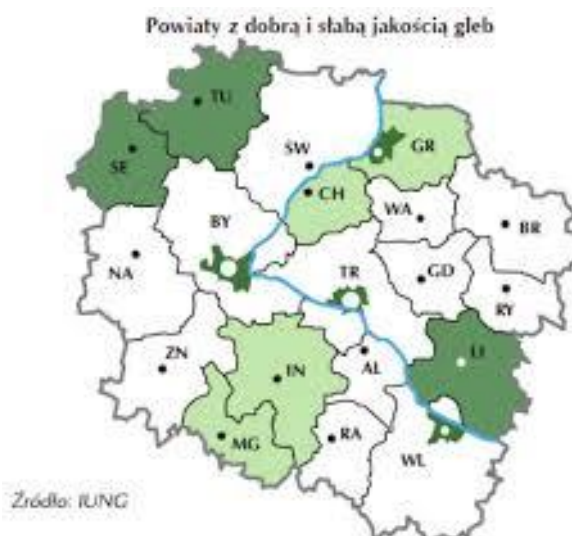 Powiaty z dobrą i słabą jakością gleb
TU
SE
ŚW
GR
CH
BY
WA
BR
NA
TR
GD
RY
ZN
IN
AL
LI
MG
RA
WL
Źródło: IUNG